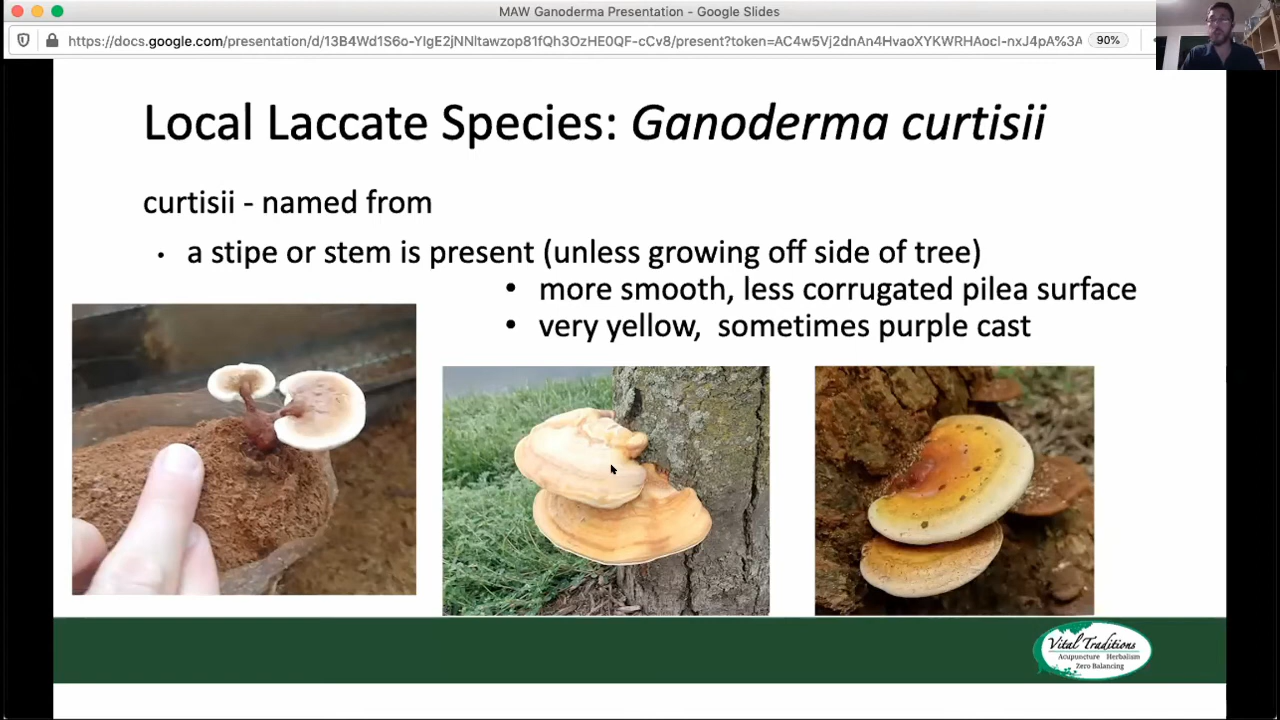 MAW Ganoderma Presentation - Google Slides
https://docs.google.com/presentation/d/13B4Wd1S6o-YIgE2jNNltawzop81fQh3OzHE0QF-cCv8/present?token=AC4w5Vj2dnAn4HvaoXYKWRHAocI-nxJ4pA%3A
90%
Local Laccate Species: Ganoderma curtisii
curtisii - named from
• a stipe or stem is present (unless growing off side of tree)
• more smooth, less corrugated pilea surface
• very yellow, sometimes purple cast
Vital Traditions
Acupuncture Herbalism
Zero Balancing